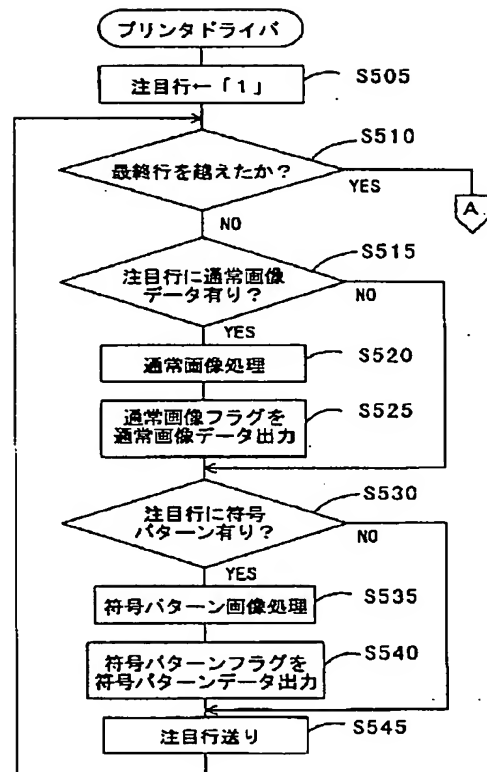 プリンタドライバ
注目行←「1」
S505
最終行を越えたか？
S510
YES
A
NO
注目行に通常画像
データ有り？
S515
NO
YES
通常画像処理
S520
通常画像フラグを
通常画像データ出力
S525
注目行に符号
パターン有り？
S530
NO
YES
符号パターン画像処理
S535
符号パターンフラグを
符号パターンデータ出力
S540
注目行送り
S545